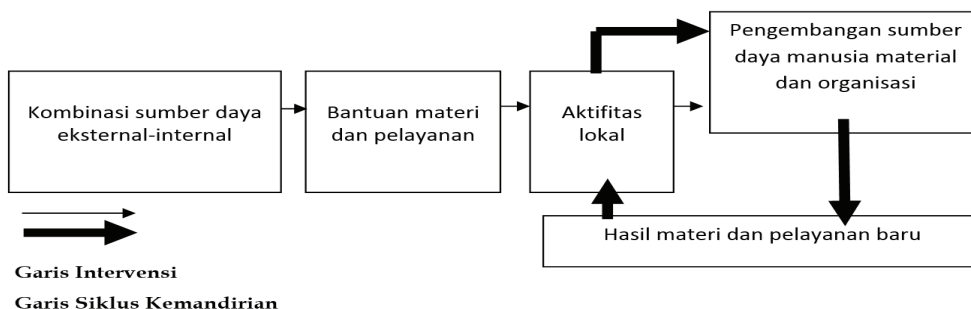 Kombinasi sumber daya
eksternal-internal
Bantuan materi
dan pelayanan
Aktifitas
lokal
Pengembangan sumber
daya manusia material
dan organisasi
Hasil materi dan pelayanan baru
Garis Intervensi
Garis Siklus Kemandirian